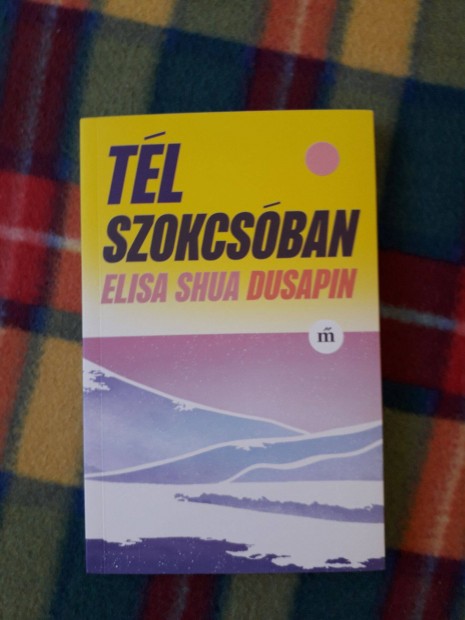 TÉL
SZOKCSÓBAN
ELISA SHUA DUSAPIN
m̋